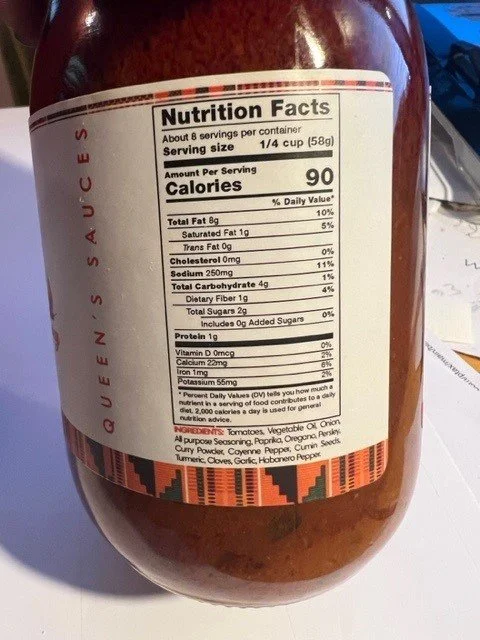 QUEEN'S SAUCES
Nutrition Facts
About 8 servings per container
Serving size 1/4 cup (58g)
Amount Per Serving
Calories 90
% Daily Value*
Total Fat 8g 10%
Saturated Fat 1g 5%
Trans Fat 0g
Cholesterol 0mg 0%
Sodium 250mg 11%
Total Carbohydrate 4g 1%
Dietary Fiber 1g 4%
Total Sugars 2g
Includes 0g Added Sugars 0%
Protein 1g
Vitamin D 0mcg 0%
Calcium 22mg 2%
Iron 1mg 6%
Potassium 55mg 2%
* Percent Daily Values (DV) tells you how much a
nutrient in a serving of food contributes to a daily
diet. 2,000 calories a day is used for general
nutrition advice.
INGREDIENTS: Tomatoes, Vegetable Oil, Onion,
All purpose Seasoning, Paprika, Oregano, Persley,
Curry Powder, Cayenne Pepper, Cumin Seeds,
Turmeric, Cloves, Garlic, Habanero Pepper.